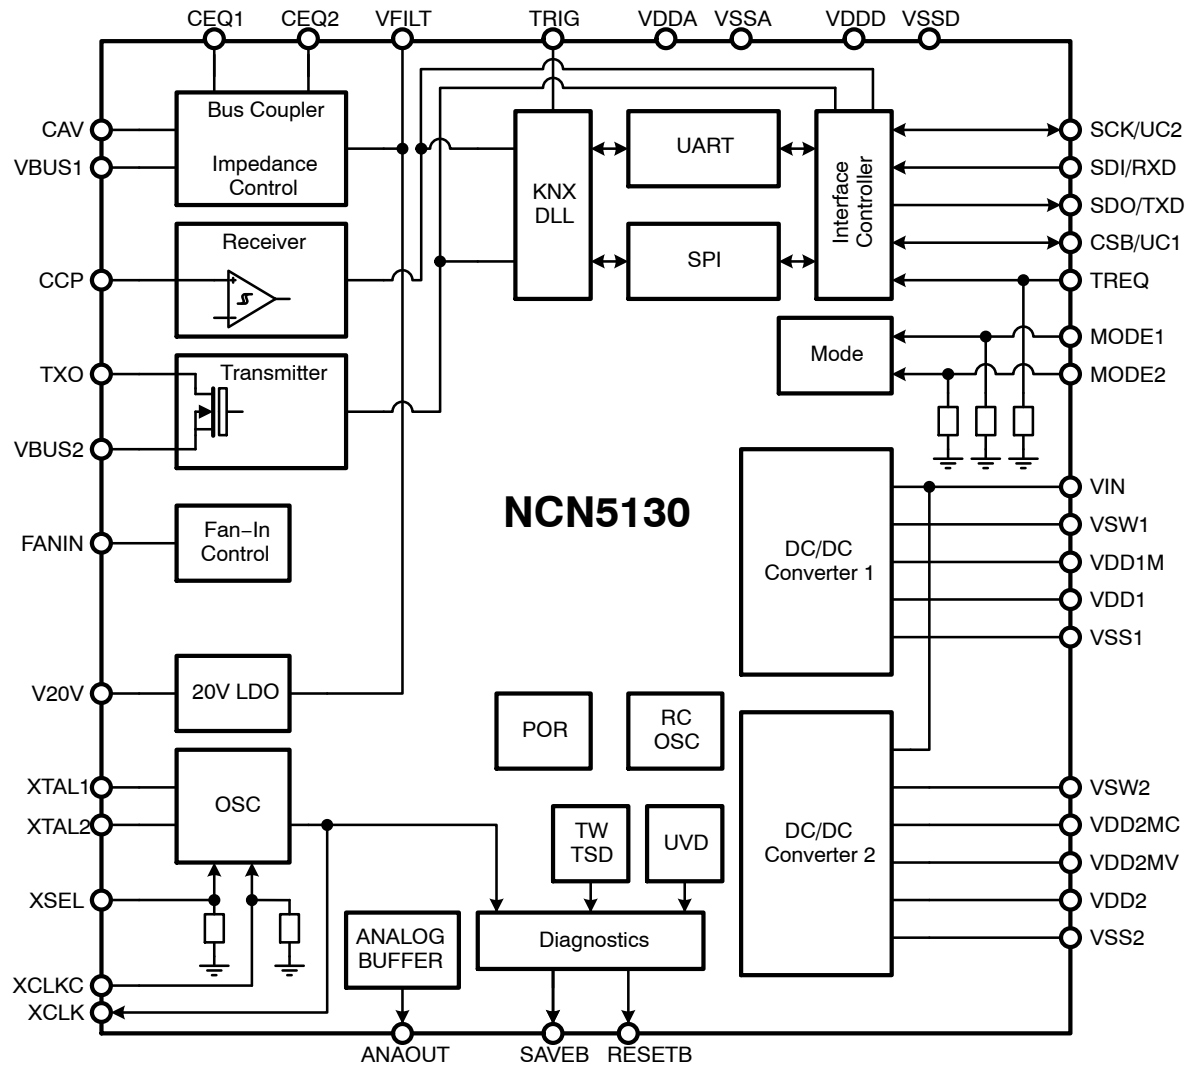 CEQ1
CEQ2
VFILT
TRIG
VDDA
VSSA
VDDD
VSSD
Bus Coupler
Impedance
Control
CAV
VBUS1
KNX
DLL
UART
SPI
Interface
Controller
SCK/UC2
SDI/RXD
SDO/TXD
CSB/UC1
TREQ
Receiver
+
CCP
Mode
MODE1
MODE2
TXO
Transmitter
VBUS2
NCN5130
FANIN
Fan−In
Control
DC/DC
Converter 1
VIN
VSW1
VDD1M
VDD1
VSS1
V20V
20V LDO
POR
RC
OSC
XTAL1
XTAL2
OSC
TW
TSD
UVD
DC/DC
Converter 2
VSW2
VDD2MC
VDD2MV
VDD2
VSS2
XSEL
XCLKC
XCLK
ANALOG
BUFFER
Diagnostics
ANAOUT
SAVEB
RESETB